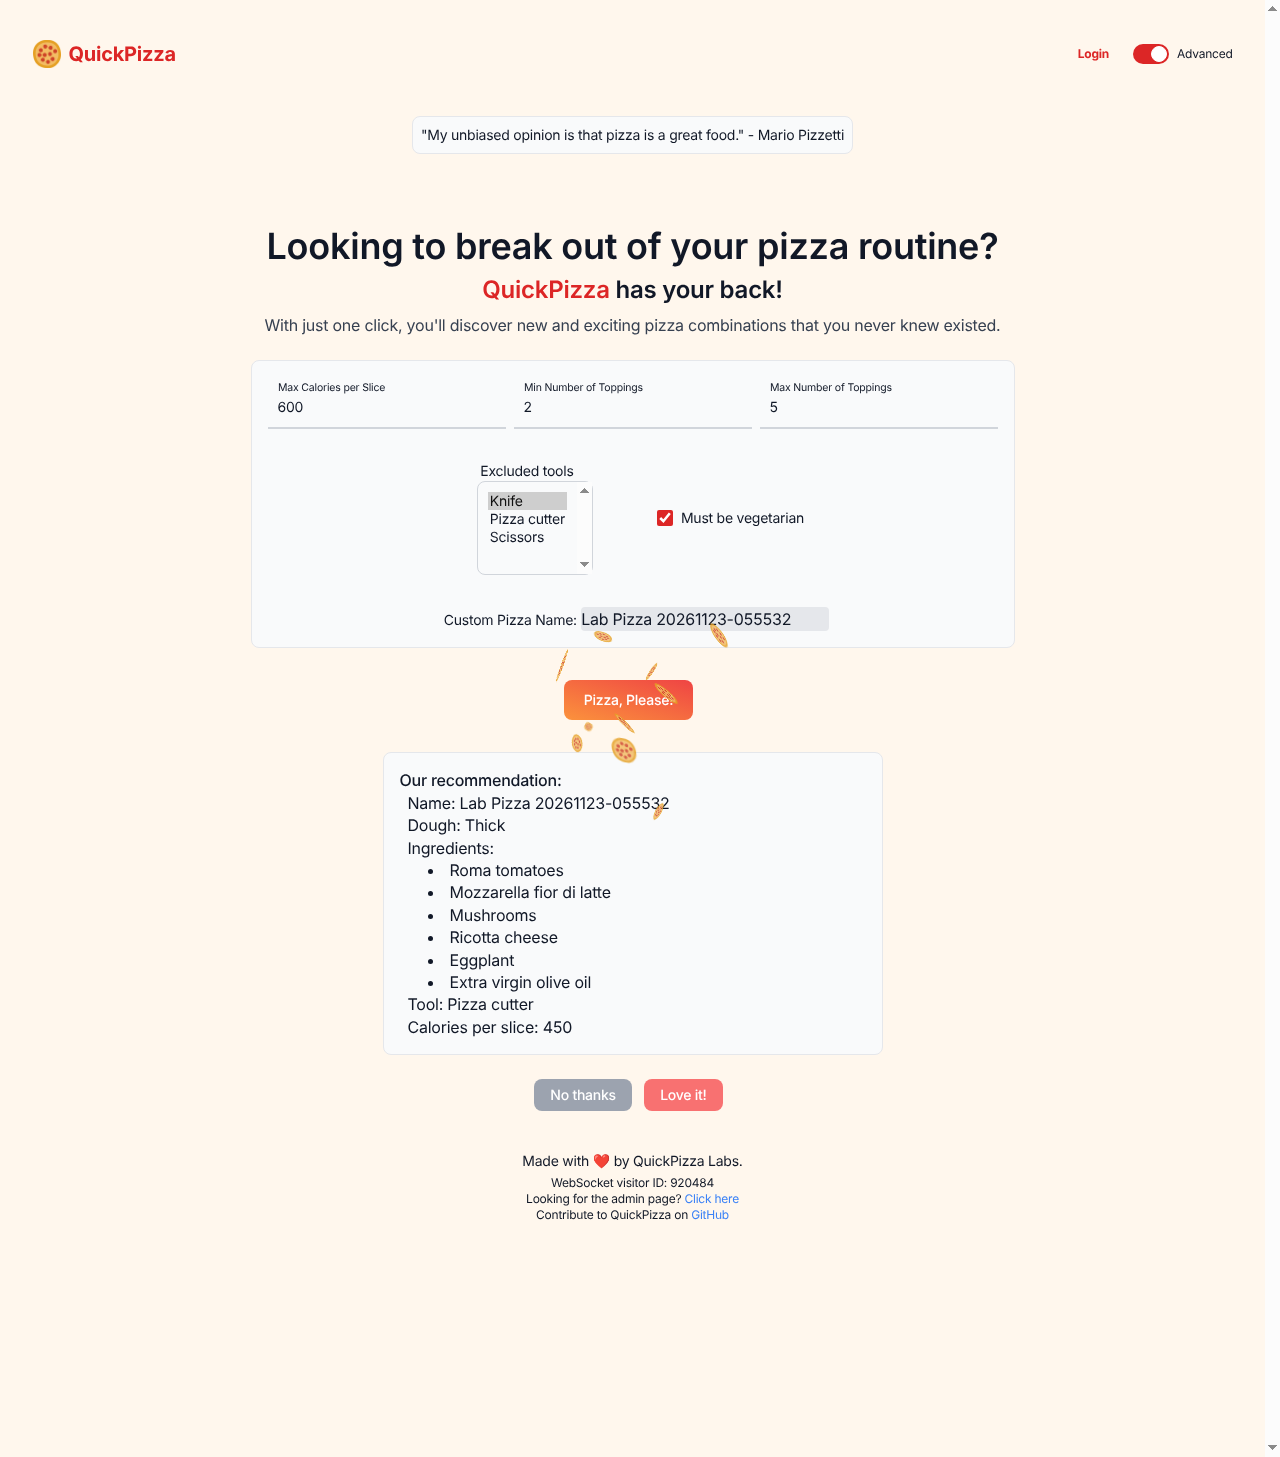 QuickPizza
Login
Advanced
"My unbiased opinion is that pizza is a great food." - Mario Pizzetti
Looking to break out of your pizza routine?
QuickPizza has your back!
With just one click, you'll discover new and exciting pizza combinations that you never knew existed.
Max Calories per Slice
600
Min Number of Toppings
2
Max Number of Toppings
5
Excluded tools
Knife
Pizza cutter
Scissors
Must be vegetarian
Custom Pizza Name: Lab Pizza 20261123-055532
Pizza, Please!
Our recommendation:
Name: Lab Pizza 20261123-055532
Dough: Thick
Ingredients:
Roma tomatoes
Mozzarella fior di latte
Mushrooms
Ricotta cheese
Eggplant
Extra virgin olive oil
Tool: Pizza cutter
Calories per slice: 450
No thanks
Love it!
Made with ❤️ by QuickPizza Labs.
WebSocket visitor ID: 920484
Looking for the admin page? Click here
Contribute to QuickPizza on GitHub